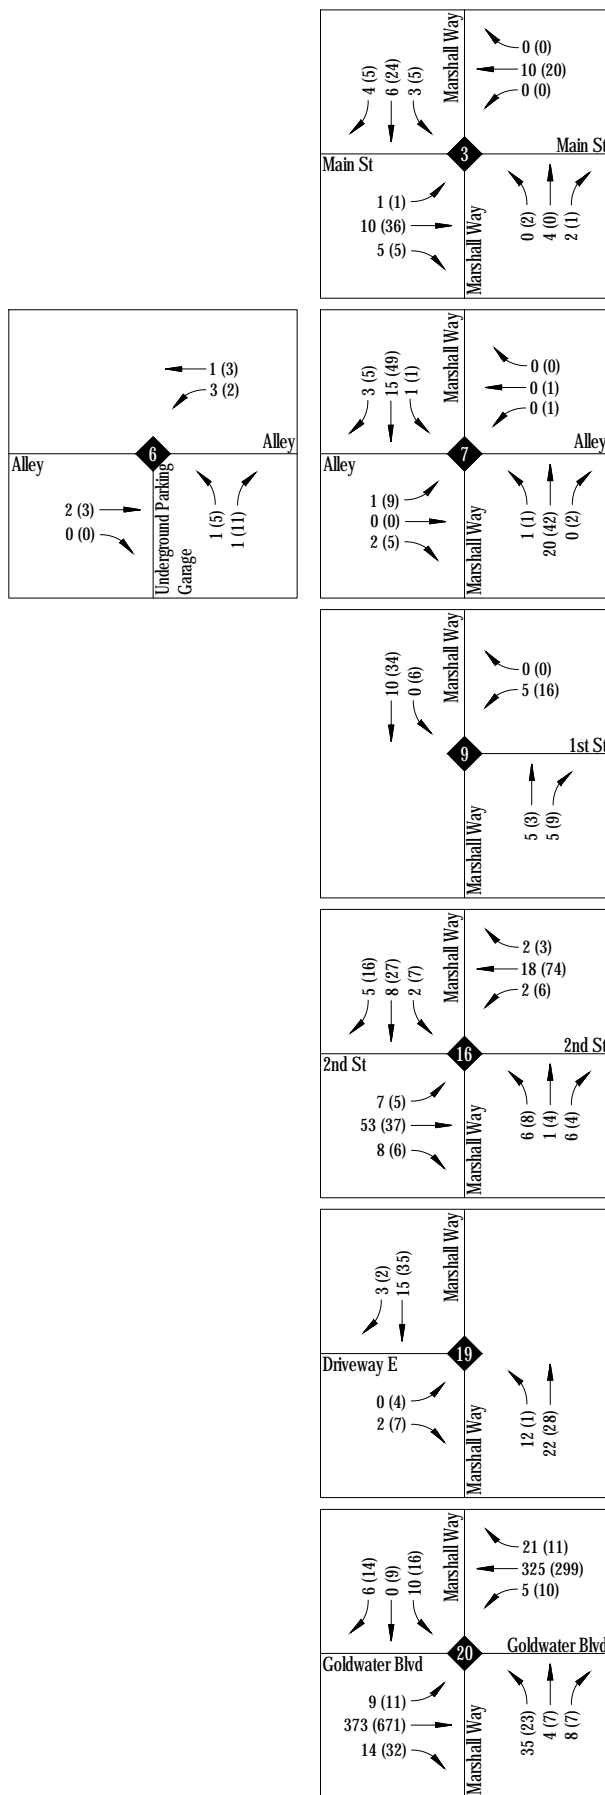 Marshall Way
4 (5)
6 (24)
3 (5)
0 (0)
10 (20)
0 (0)
Main St
3
Main St
1 (1)
10 (36)
5 (5)
Marshall Way
0 (2)
4 (0)
2 (1)
1 (3)
3 (2)
Alley
6
Alley
2 (3)
0 (0)
Underground Parking
Garage
1 (5)
1 (11)
Marshall Way
3 (5)
15 (49)
1 (1)
0 (0)
0 (1)
0 (1)
Alley
7
Alley
1 (9)
0 (0)
2 (5)
Marshall Way
1 (1)
20 (42)
0 (2)
Marshall Way
10 (34)
0 (6)
0 (0)
5 (16)
9
1st St
Marshall Way
5 (3)
5 (9)
Marshall Way
5 (16)
8 (27)
2 (7)
2 (3)
18 (74)
2 (6)
2nd St
16
2nd St
7 (5)
53 (37)
8 (6)
Marshall Way
6 (8)
1 (4)
6 (4)
Marshall Way
3 (2)
15 (35)
Driveway E
19
0 (4)
2 (7)
Marshall Way
12 (1)
22 (28)
Marshall Way
6 (14)
0 (9)
10 (16)
21 (11)
325 (299)
5 (10)
Goldwater Blvd
20
Goldwater Blvd
9 (11)
373 (671)
14 (32)
Marshall Way
35 (23)
4 (7)
8 (7)